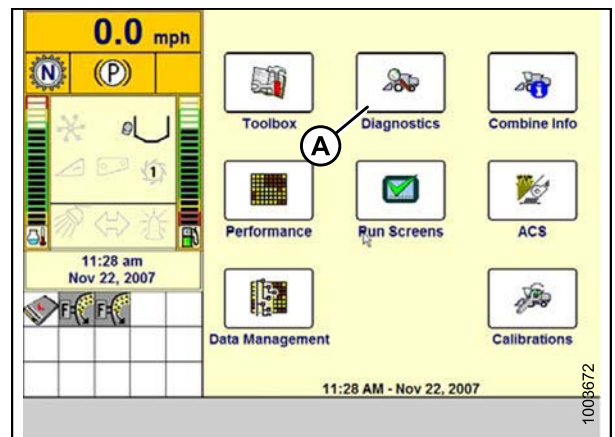 0.0 mph
N
(P)
1
11:28 am
Nov 22, 2007
F
F
Toolbox
Diagnostics
Combine Info
A
Performance
Run Screens
ACS
Data Management
Calibrations
11:28 AM - Nov 22, 2007
1003672